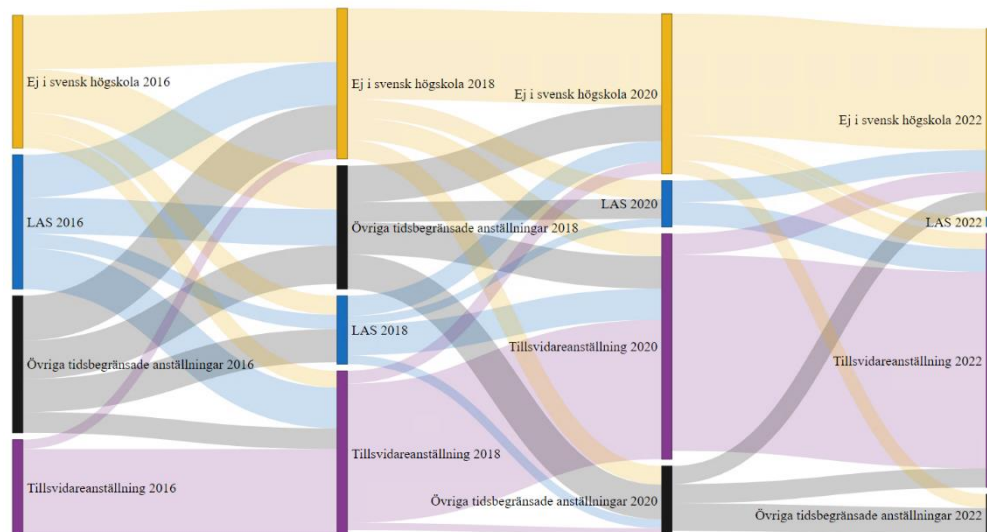 Ej i svensk högskola 2016
LAS 2016
Övriga tidsbegränsade anställningar 2016
Tillsvidareanställning 2016
Ej i svensk högskola 2018
Övriga tidsbegränsade anställningar 2018
LAS 2018
Tillsvidareanställning 2018
Ej i svensk högskola 2020
LAS 2020
Tillsvidareanställning 2020
Övriga tidsbegränsade anställningar 2020
Ej i svensk högskola 2022
LAS 2022
Tillsvidareanställning 2022
Övriga tidsbegränsade anställningar 2022